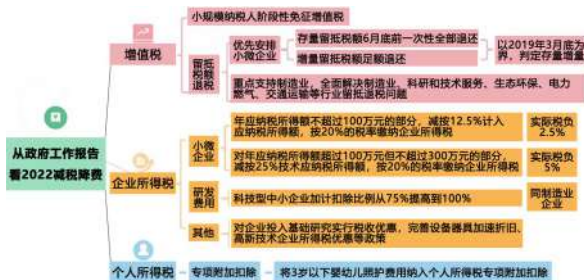 从政府工作报告
看2022减税降费
增值税
小规模纳税人阶段性免征增值税
留抵
税额
退税
优先安排
小微企业
存量留抵税额6月底前一次性全部退还
增量留抵税额足额退还
以2019年3月底为
界，判定存量增量
重点支持制造业，全面解决制造业、科研和技术服务、生态环保、电力
燃气、交通运输等行业留抵退税问题
企业所得税
小微
企业
年应纳税所得额不超过100万元的部分，减按12.5%计入
应纳税所得额，按20%的税率缴纳企业所得税
实际税负
2.5%
对年应纳税所得额超过100万元但不超过300万元的部分，
减按25%技术应纳税所得额，按20%的税率缴纳企业所得税
实际税负
5%
研发
费用
科技型中小企业加计扣除比例从75%提高到100%
同制造业
企业
其他
对企业投入基础研究实行税收优惠，完善设备器具加速折旧、
高新技术企业所得税优惠等政策
个人所得税
专项附加扣除
将3岁以下婴幼儿照护费用纳入个人所得税专项附加扣除